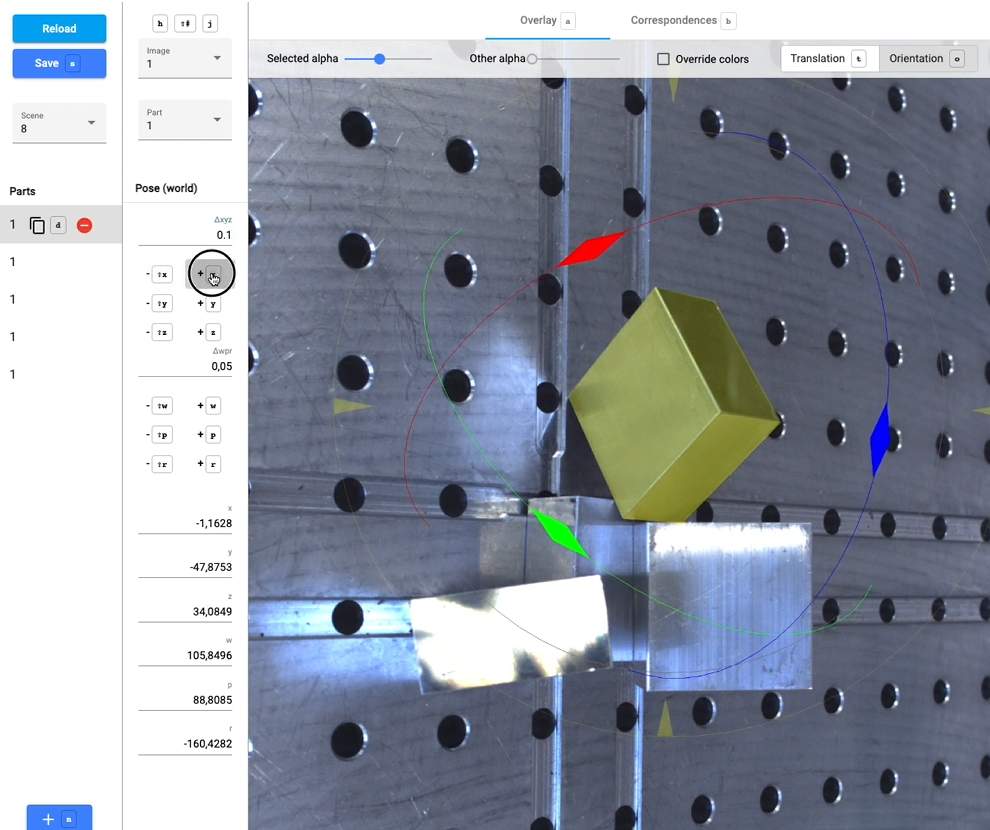 Reload
Save s
Scene
8
Parts
1 d
1
1
1
1
+ n
h ⇧# j
Image
1
Part
1
Pose (world)
Δxyz
0.1
- ⇧x +
- ⇧y + y
- ⇧z + z
Δwpr
0,05
- ⇧w + w
- ⇧p + p
- ⇧r + r
x
-1,1628
y
-47,8753
z
34,0849
w
105,8496
p
88,8085
r
-160,4282
Overlay a
Correspondences b
Selected alpha
Other alpha
Override colors
Translation t
Orientation o